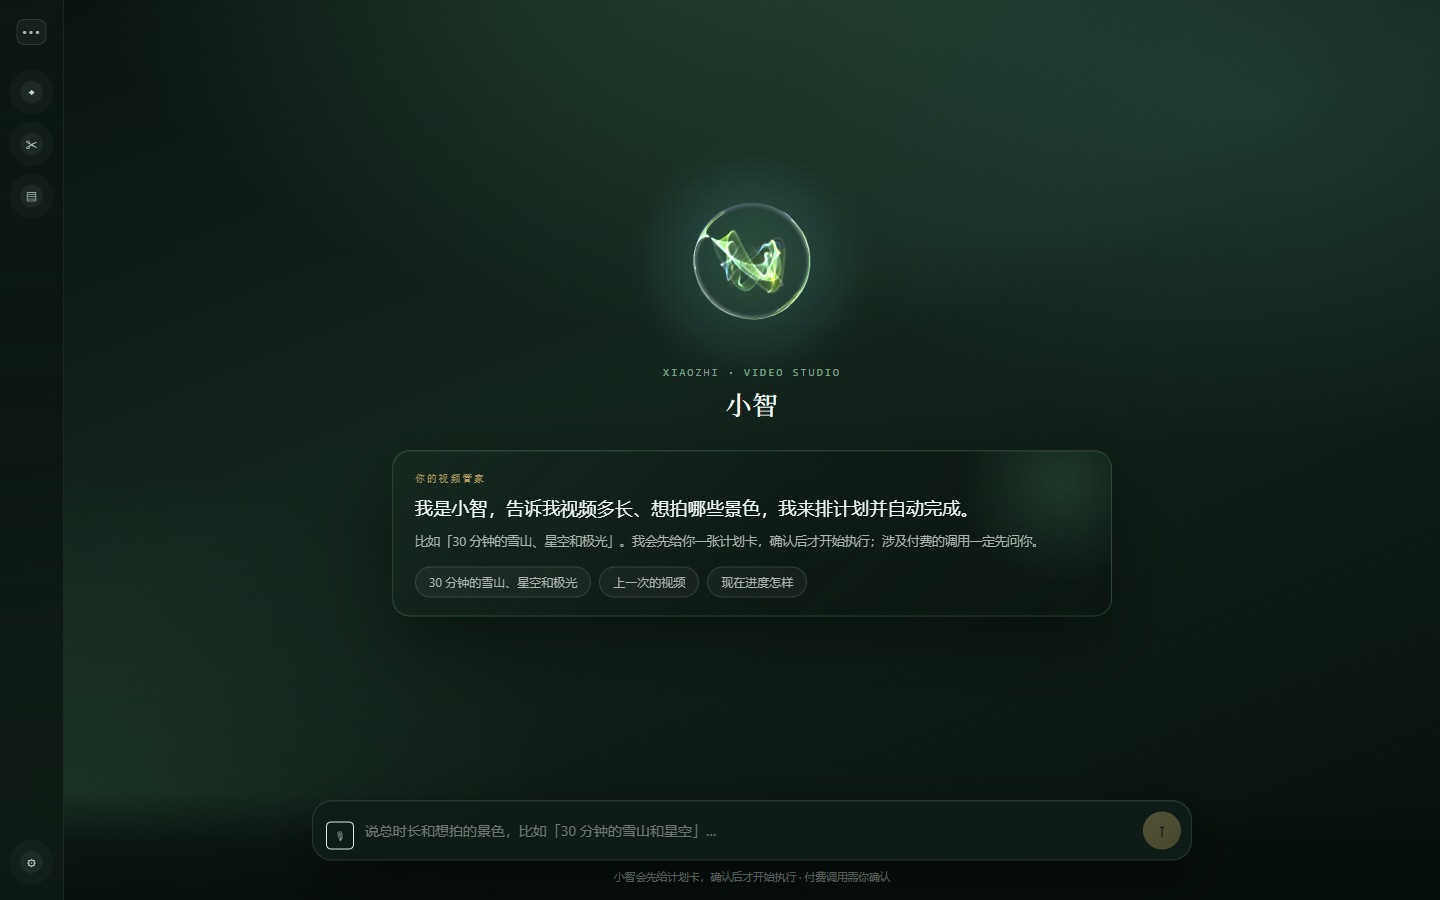 XIAOZHI · VIDEO STUDIO
小智
你的视频管家
我是小智，告诉我视频多长、想拍哪些景色，我来排计划并自动完成。
比如「30 分钟的雪山、星空和极光」。我会先给你一张计划卡，确认后才开始执行；涉及付费的调用一定先问你。
30 分钟的雪山、星空和极光
上一次的视频
现在进度怎样
说总时长和想拍的景色，比如「30 分钟的雪山和星空」...
小智会先给计划卡，确认后才开始执行 · 付费调用需你确认